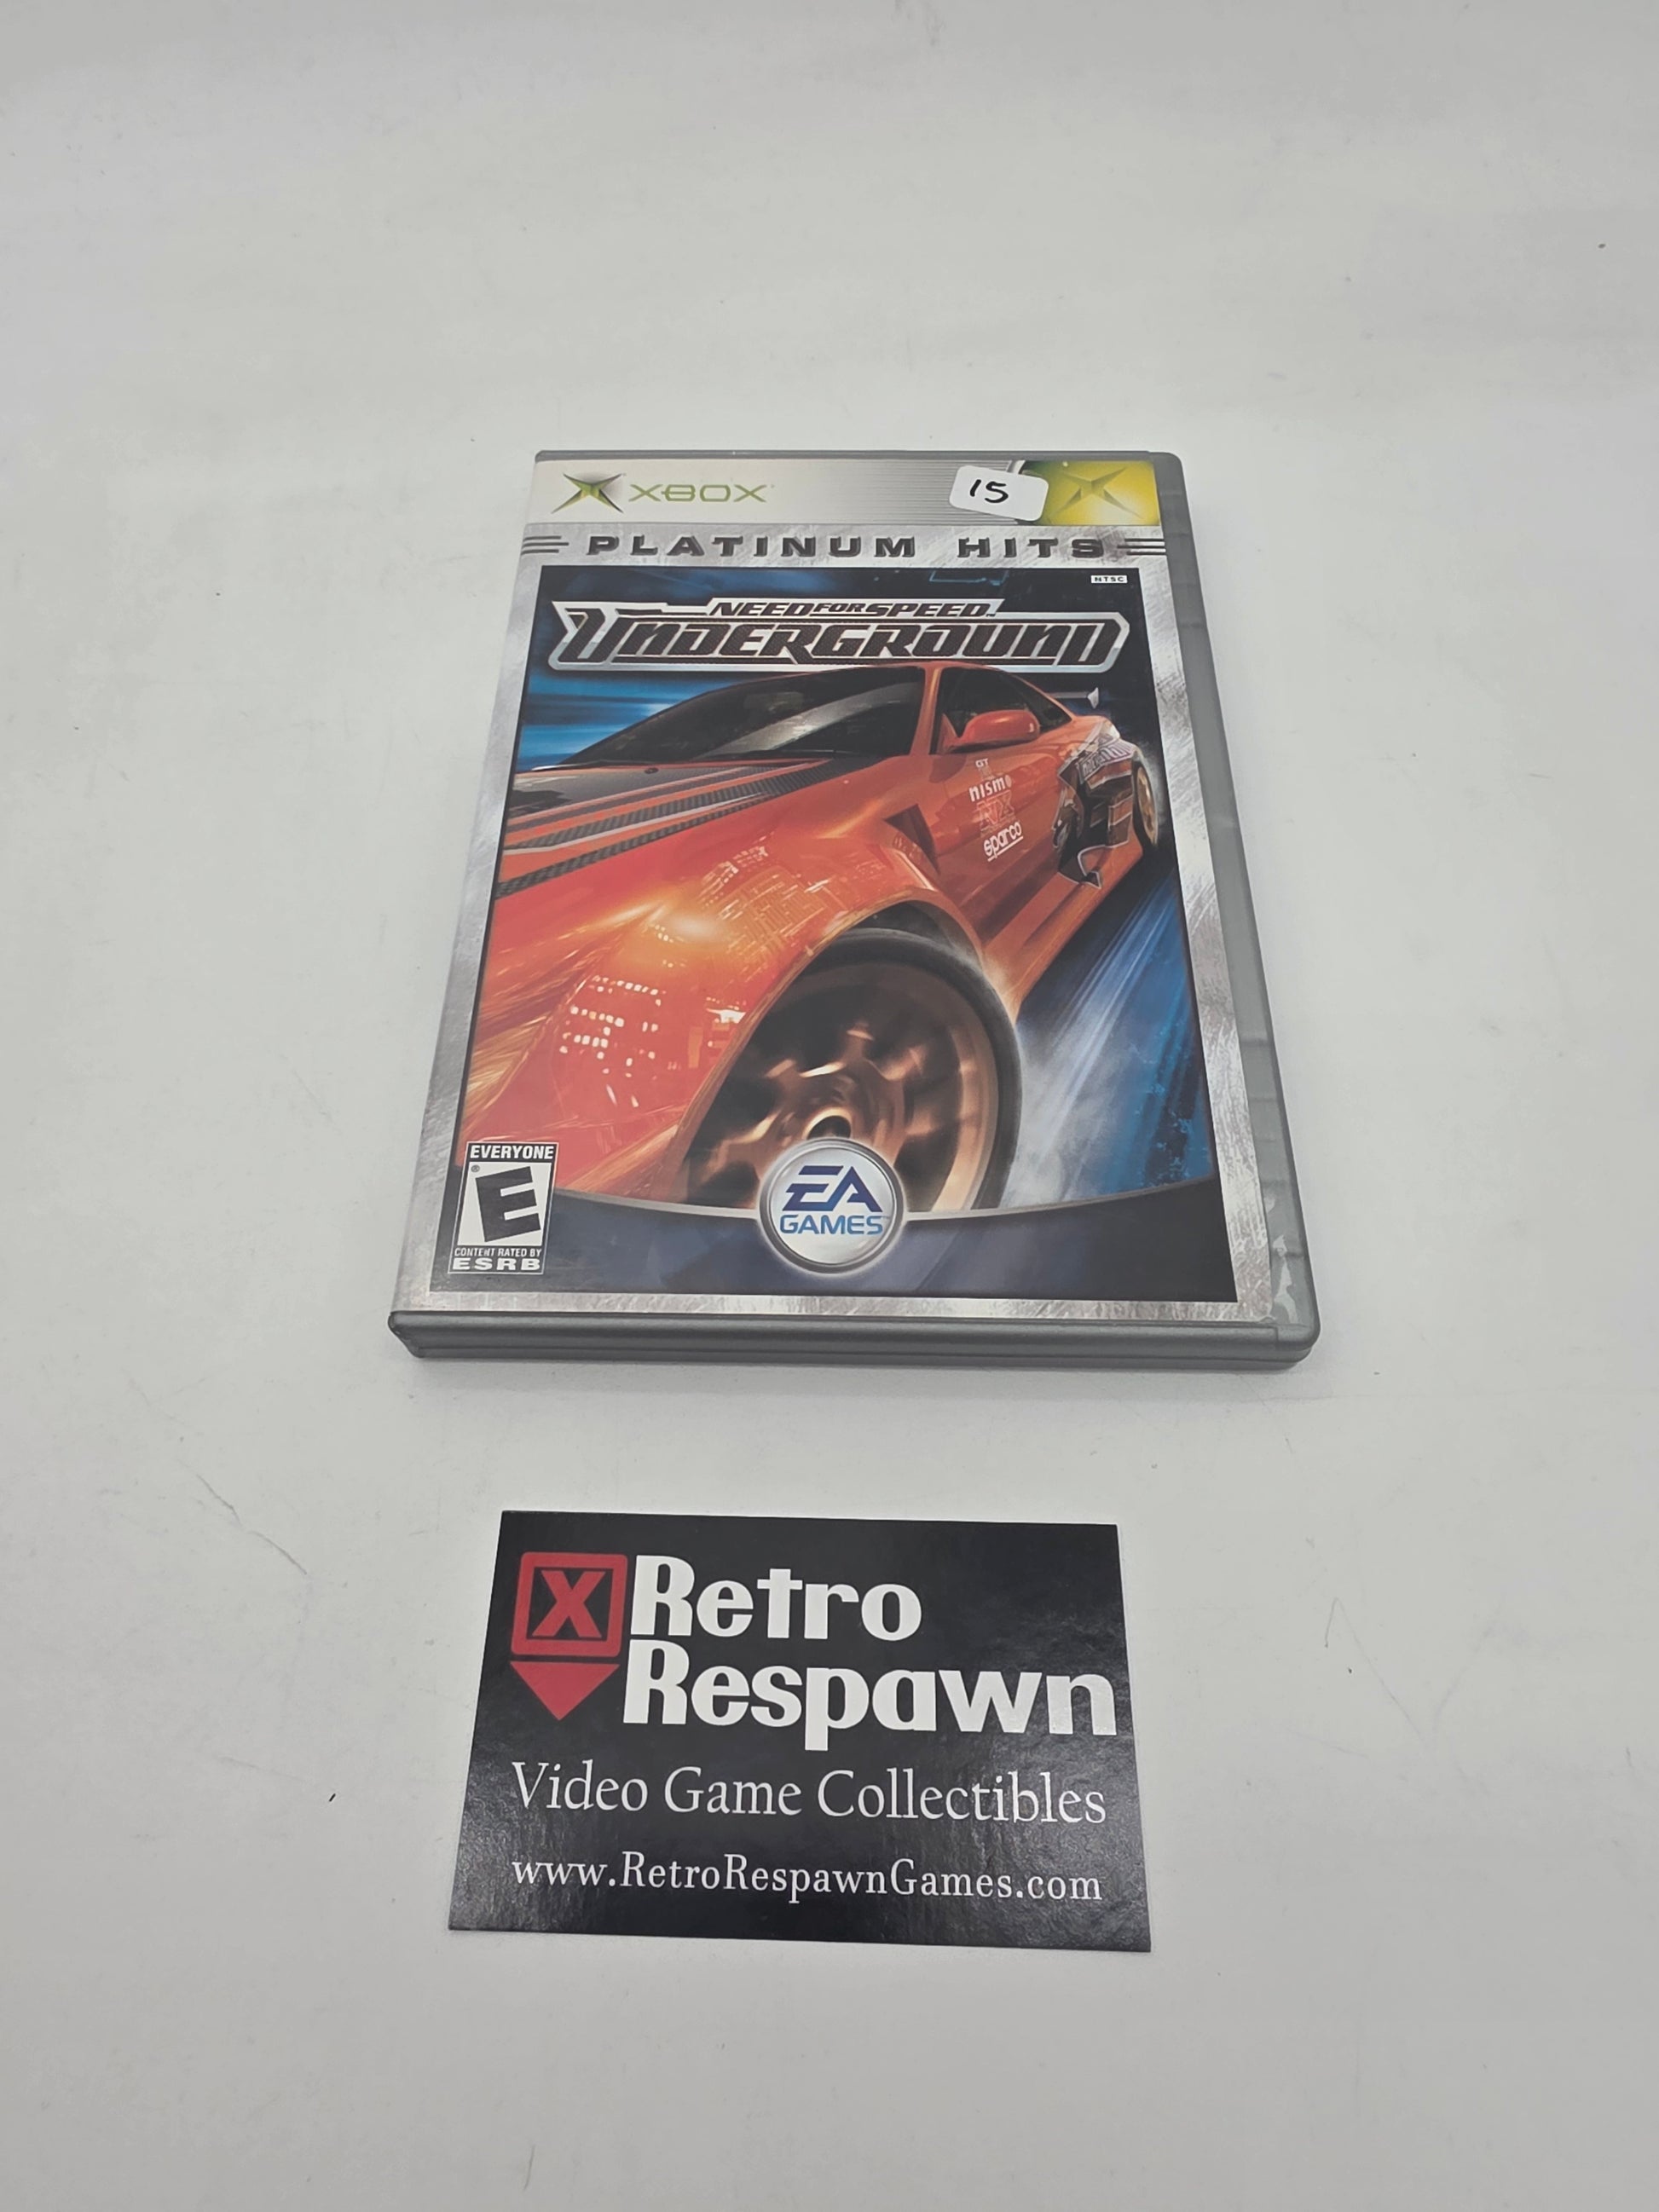 XBOX
15
PLATINUM HITS
NTSC
NEED FOR SPEED
UNDERGROUND
nismo
sparco
EVERYONE
E
CONTENT RATED BY
ESRB
EA
GAMES
X Retro
Respawn
Video Game Collectibles
www.RetroRespawnGames.com